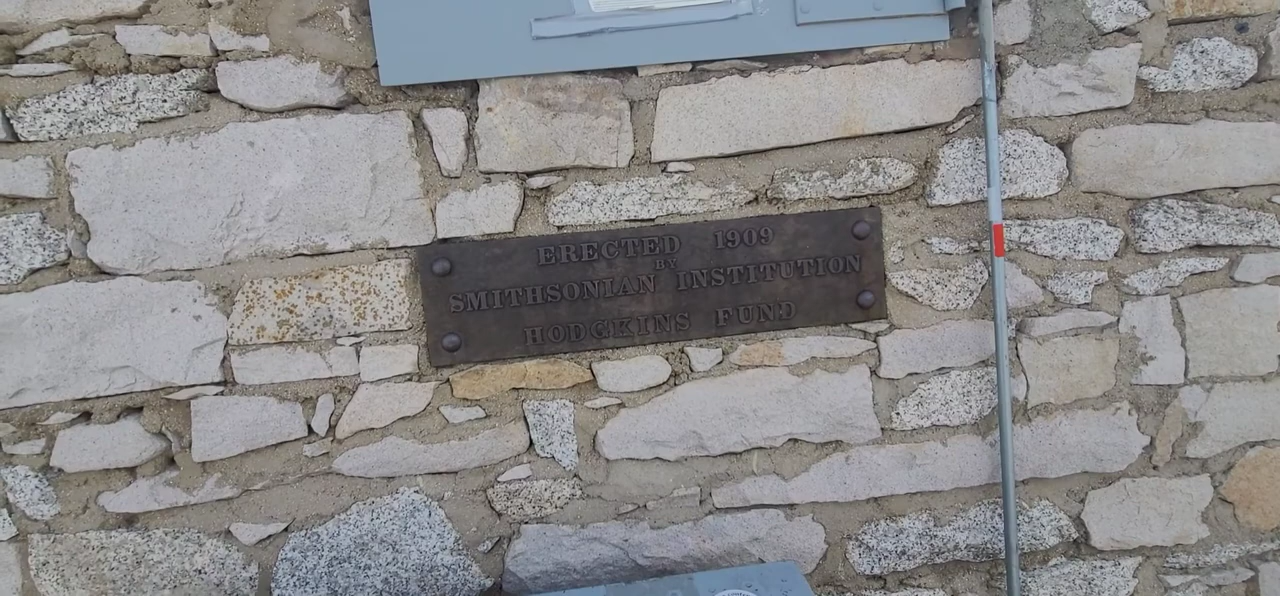 ERECTED 1909
BY
SMITHSONIAN INSTITUTION
HODGKINS FUND